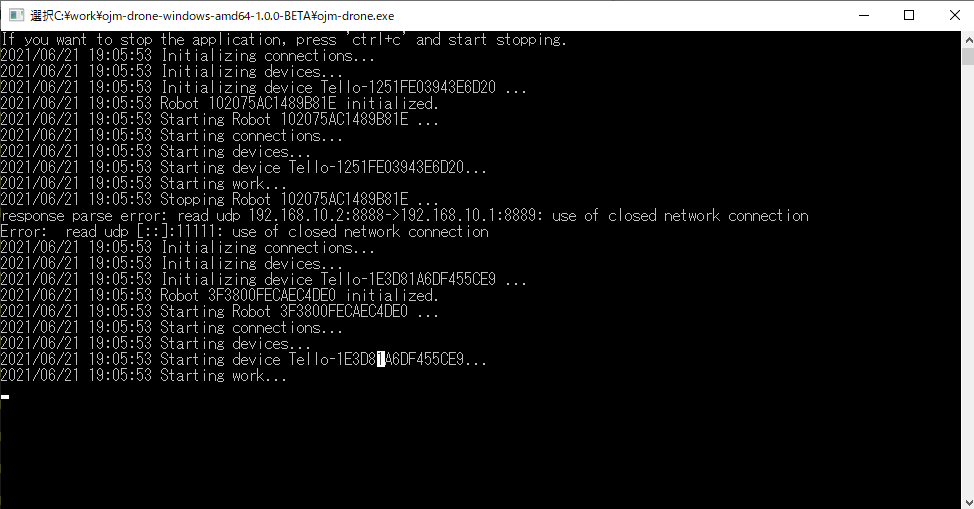 選択C:¥work¥ojm-drone-windows-amd64-1.0.0-BETA¥ojm-drone.exe
If you want to stop the application, press 'ctrl+c' and start stopping.
2021/06/21 19:05:53 Initializing connections...
2021/06/21 19:05:53 Initializing devices...
2021/06/21 19:05:53 Initializing device Tello-1251FE03943E6D20 ...
2021/06/21 19:05:53 Robot 102075AC1489B81E initialized.
2021/06/21 19:05:53 Starting Robot 102075AC1489B81E ...
2021/06/21 19:05:53 Starting connections...
2021/06/21 19:05:53 Starting devices...
2021/06/21 19:05:53 Starting device Tello-1251FE03943E6D20...
2021/06/21 19:05:53 Starting work...
2021/06/21 19:05:53 Stopping Robot 102075AC1489B81E ...
response parse error: read udp 192.168.10.2:8888->192.168.10.1:8889: use of closed network connection
Error:  read udp [::]:11111: use of closed network connection
2021/06/21 19:05:53 Initializing connections...
2021/06/21 19:05:53 Initializing devices...
2021/06/21 19:05:53 Initializing device Tello-1E3D81A6DF455CE9 ...
2021/06/21 19:05:53 Robot 3F3800FECAEC4DE0 initialized.
2021/06/21 19:05:53 Starting Robot 3F3800FECAEC4DE0 ...
2021/06/21 19:05:53 Starting connections...
2021/06/21 19:05:53 Starting devices...
2021/06/21 19:05:53 Starting device Tello-1E3D81A6DF455CE9...
2021/06/21 19:05:53 Starting work...